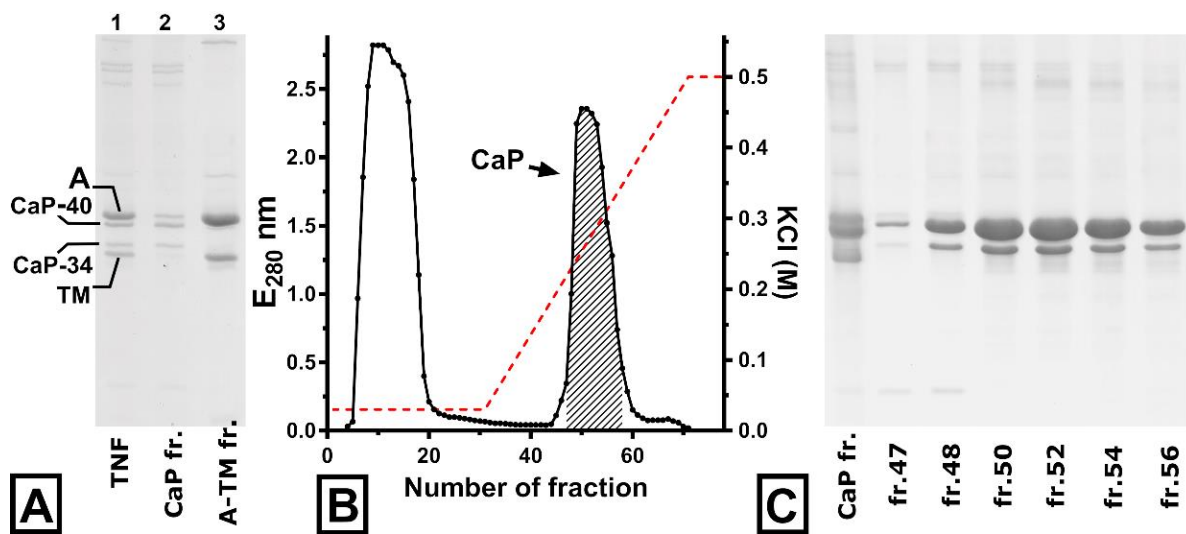 1 2 3
A
CaP-40
CaP-34
TM
TNF
CaP fr.
A-TM fr.
A
E280 nm
2.5
2.0
1.5
1.0
0.5
0.0
CaP
0.5
0.4
0.3
0.2
0.1
0.0
KCl (M)
0 20 40 60
Number of fraction
B
CaP fr.
fr.47
fr.48
fr.50
fr.52
fr.54
fr.56
C